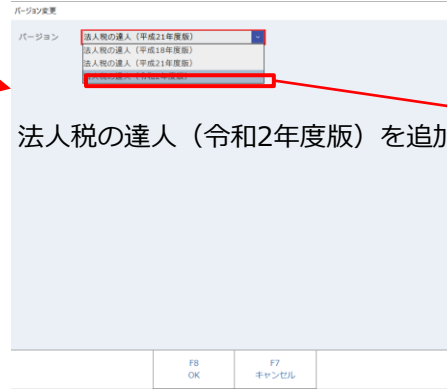 バージョン変更
バージョン
法人税の達人（平成21年度版）
法人税の達人（平成18年度版）
法人税の達人（平成21年度版）
法人税の達人（令和2年度版）を追加
F8
OK
F7
キャンセル